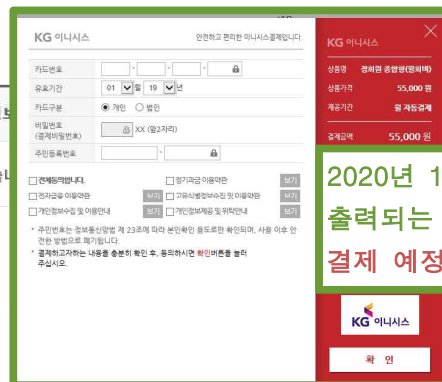 KG 이니시스
안전하고 편리한 이니시스결제입니다.
카드번호
유효기간 01 월 19 년
카드구분 개인 법인
비밀번호
(결제비밀번호)
XX (앞2자리)
주민등록번호
전체동의합니다.
정기과금 이용약관 보기
전자금융 이용약관 보기
고유식별정보수집 및 이용약관 보기
개인정보수집 및 이용안내 보기
개인정보제공 및 위탁안내 보기
* 주민번호는 정보통신망법 제 23조에 따라 본인확인 용도로만 확인되며, 사용 이후 안
전한 방법으로 폐기됩니다.
* 결제하고자하는 내용을 충분히 확인 후, 동의하시면 확인버튼을 눌러
주십시오.
KG 이니시스
상품명
상품가격 55,000 원
제공기간 월 자동결제
결제금액 55,000 원
2020년 1
출력되는
결제 예정
KG 이니시스
확 인